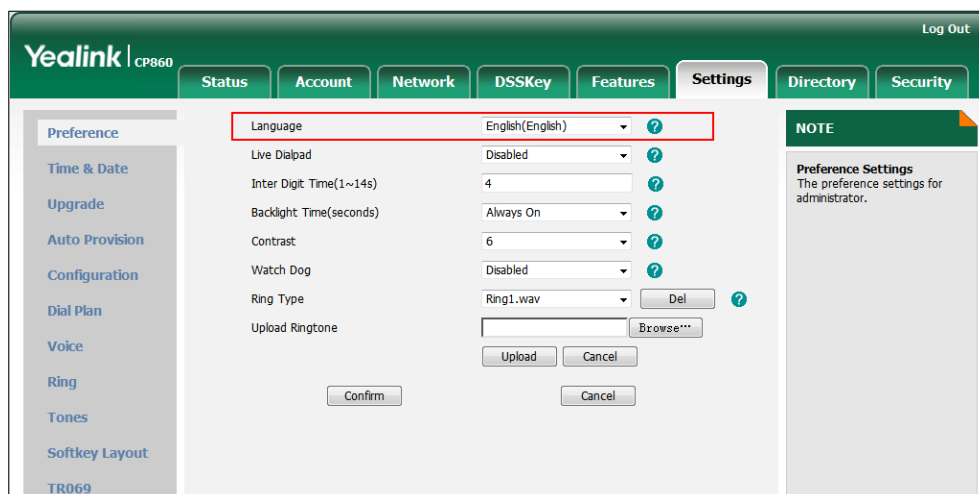 Log Out
Yealink CP860
Status Account Network DSSKey Features Settings Directory Security
Preference
Time & Date
Upgrade
Auto Provision
Configuration
Dial Plan
Voice
Ring
Tones
Softkey Layout
TR069
Language English(English) ?
Live Dialpad Disabled ?
Inter Digit Time(1~14s) 4 ?
Backlight Time(seconds) Always On ?
Contrast 6 ?
Watch Dog Disabled ?
Ring Type Ring1.wav Del ?
Upload Ringtone Browse...
Upload Cancel
Confirm Cancel
NOTE
Preference Settings
The preference settings for
administrator.